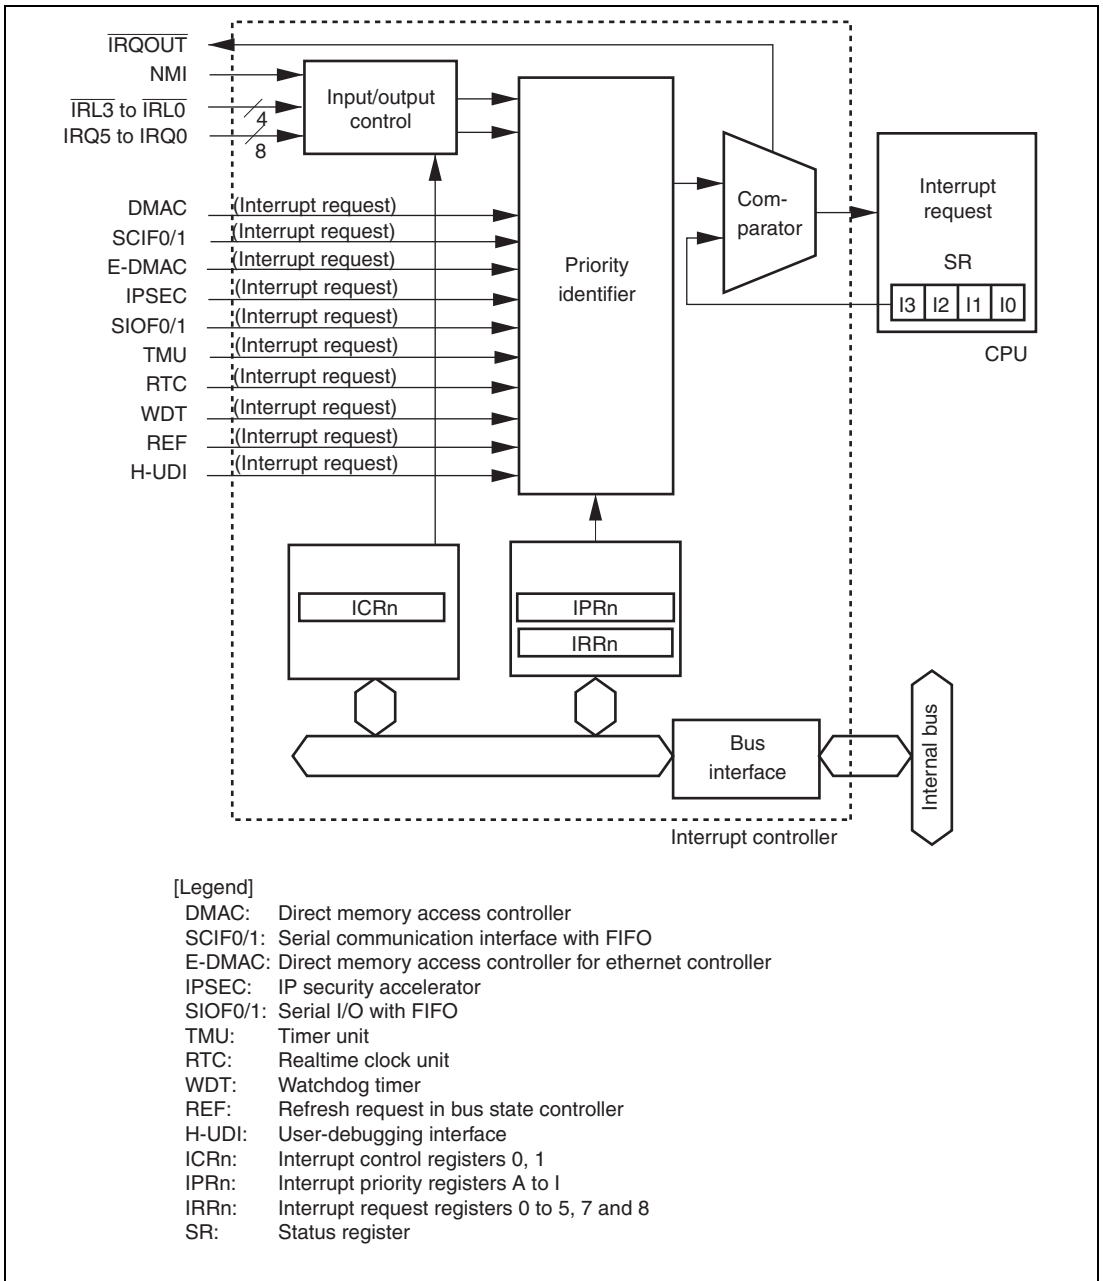 IRQOUT
NMI
IRL3 to IRL0
4
IRQ5 to IRQ0
8
Input/output
control
DMAC
(Interrupt request)
SCIF0/1
(Interrupt request)
E-DMAC
(Interrupt request)
IPSEC
(Interrupt request)
SIOF0/1
(Interrupt request)
TMU
(Interrupt request)
RTC
(Interrupt request)
WDT
(Interrupt request)
REF
(Interrupt request)
H-UDI
(Interrupt request)
Priority
identifier
Com-
parator
Interrupt
request
SR
I3 I2 I1 I0
CPU
ICRn
IPRn
IRRn
Bus
interface
Internal bus
Interrupt controller
[Legend]
DMAC: Direct memory access controller
SCIF0/1: Serial communication interface with FIFO
E-DMAC: Direct memory access controller for ethernet controller
IPSEC: IP security accelerator
SIOF0/1: Serial I/O with FIFO
TMU: Timer unit
RTC: Realtime clock unit
WDT: Watchdog timer
REF: Refresh request in bus state controller
H-UDI: User-debugging interface
ICRn: Interrupt control registers 0, 1
IPRn: Interrupt priority registers A to I
IRRn: Interrupt request registers 0 to 5, 7 and 8
SR: Status register